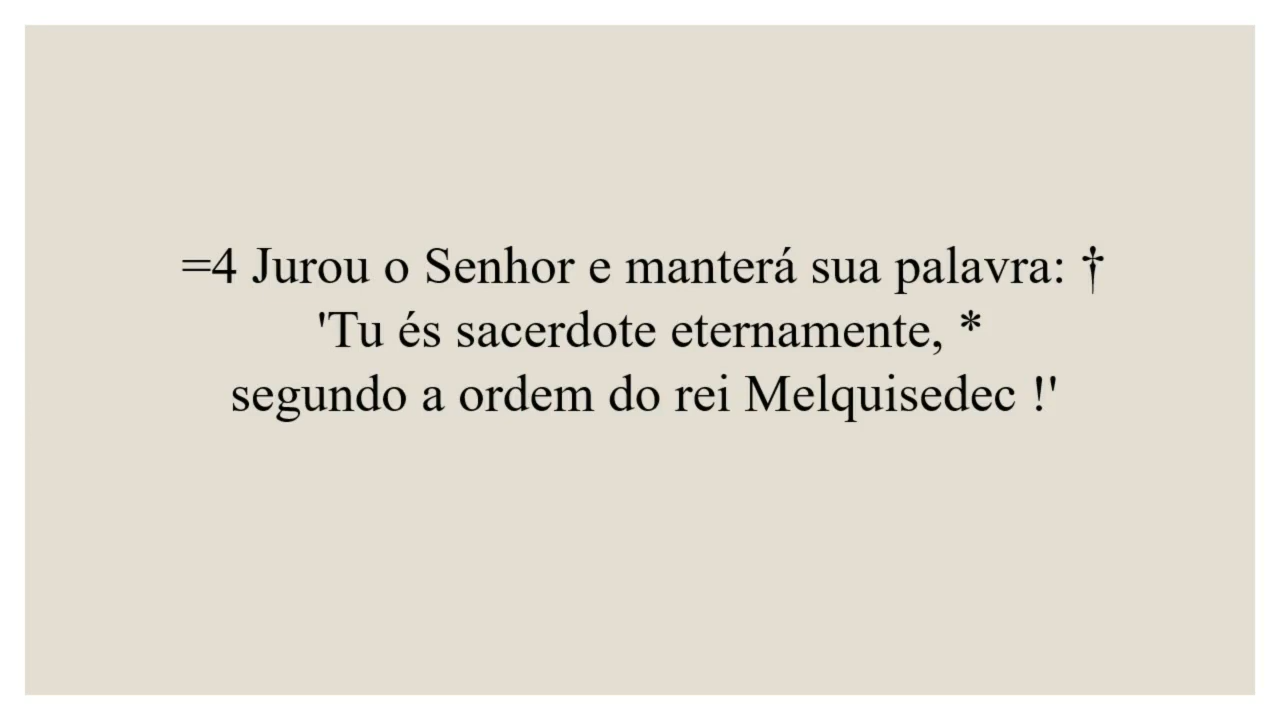 =4 Jurou o Senhor e manterá sua palavra: †
'Tu és sacerdote eternamente, *
segundo a ordem do rei Melquisedec !'